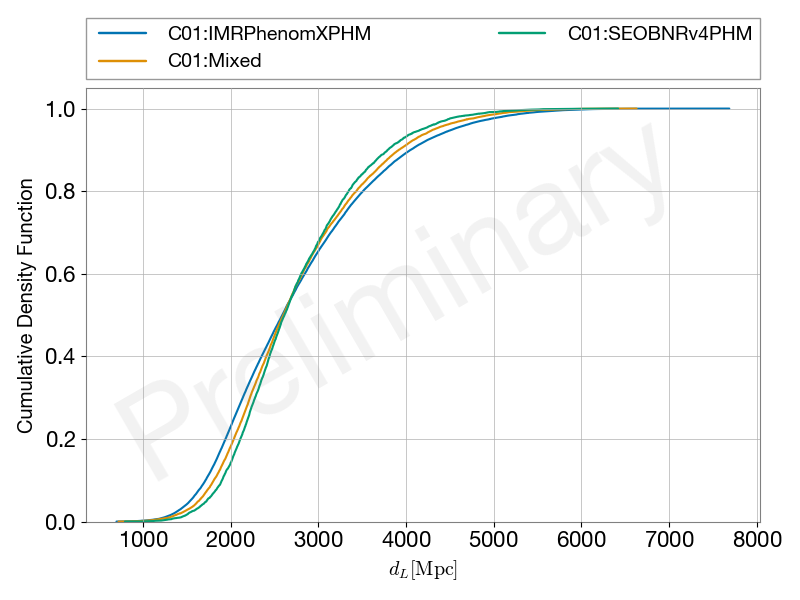 C01:IMRPhenomXPHM
C01:Mixed
C01:SEOBNRv4PHM
1.0
0.8
0.6
0.4
0.2
0.0
Cumulative Density Function
Preliminary
1000 2000 3000 4000 5000 6000 7000 8000
d_L[Mpc]